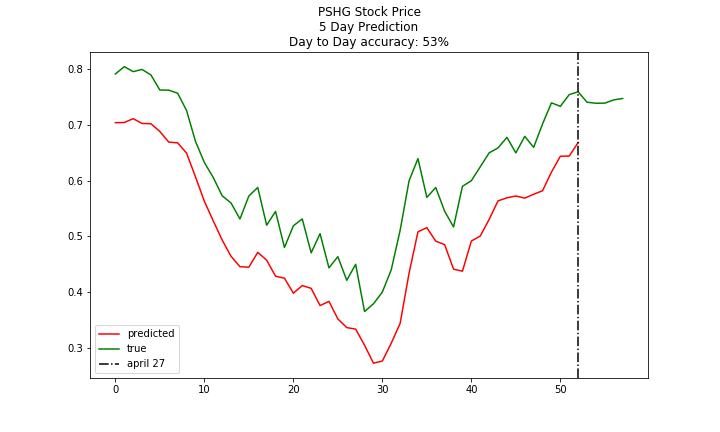 PSHG Stock Price
5 Day Prediction
Day to Day accuracy: 53%
0.8
0.7
0.6
0.5
0.4
0.3
predicted
true
april 27
0 10 20 30 40 50